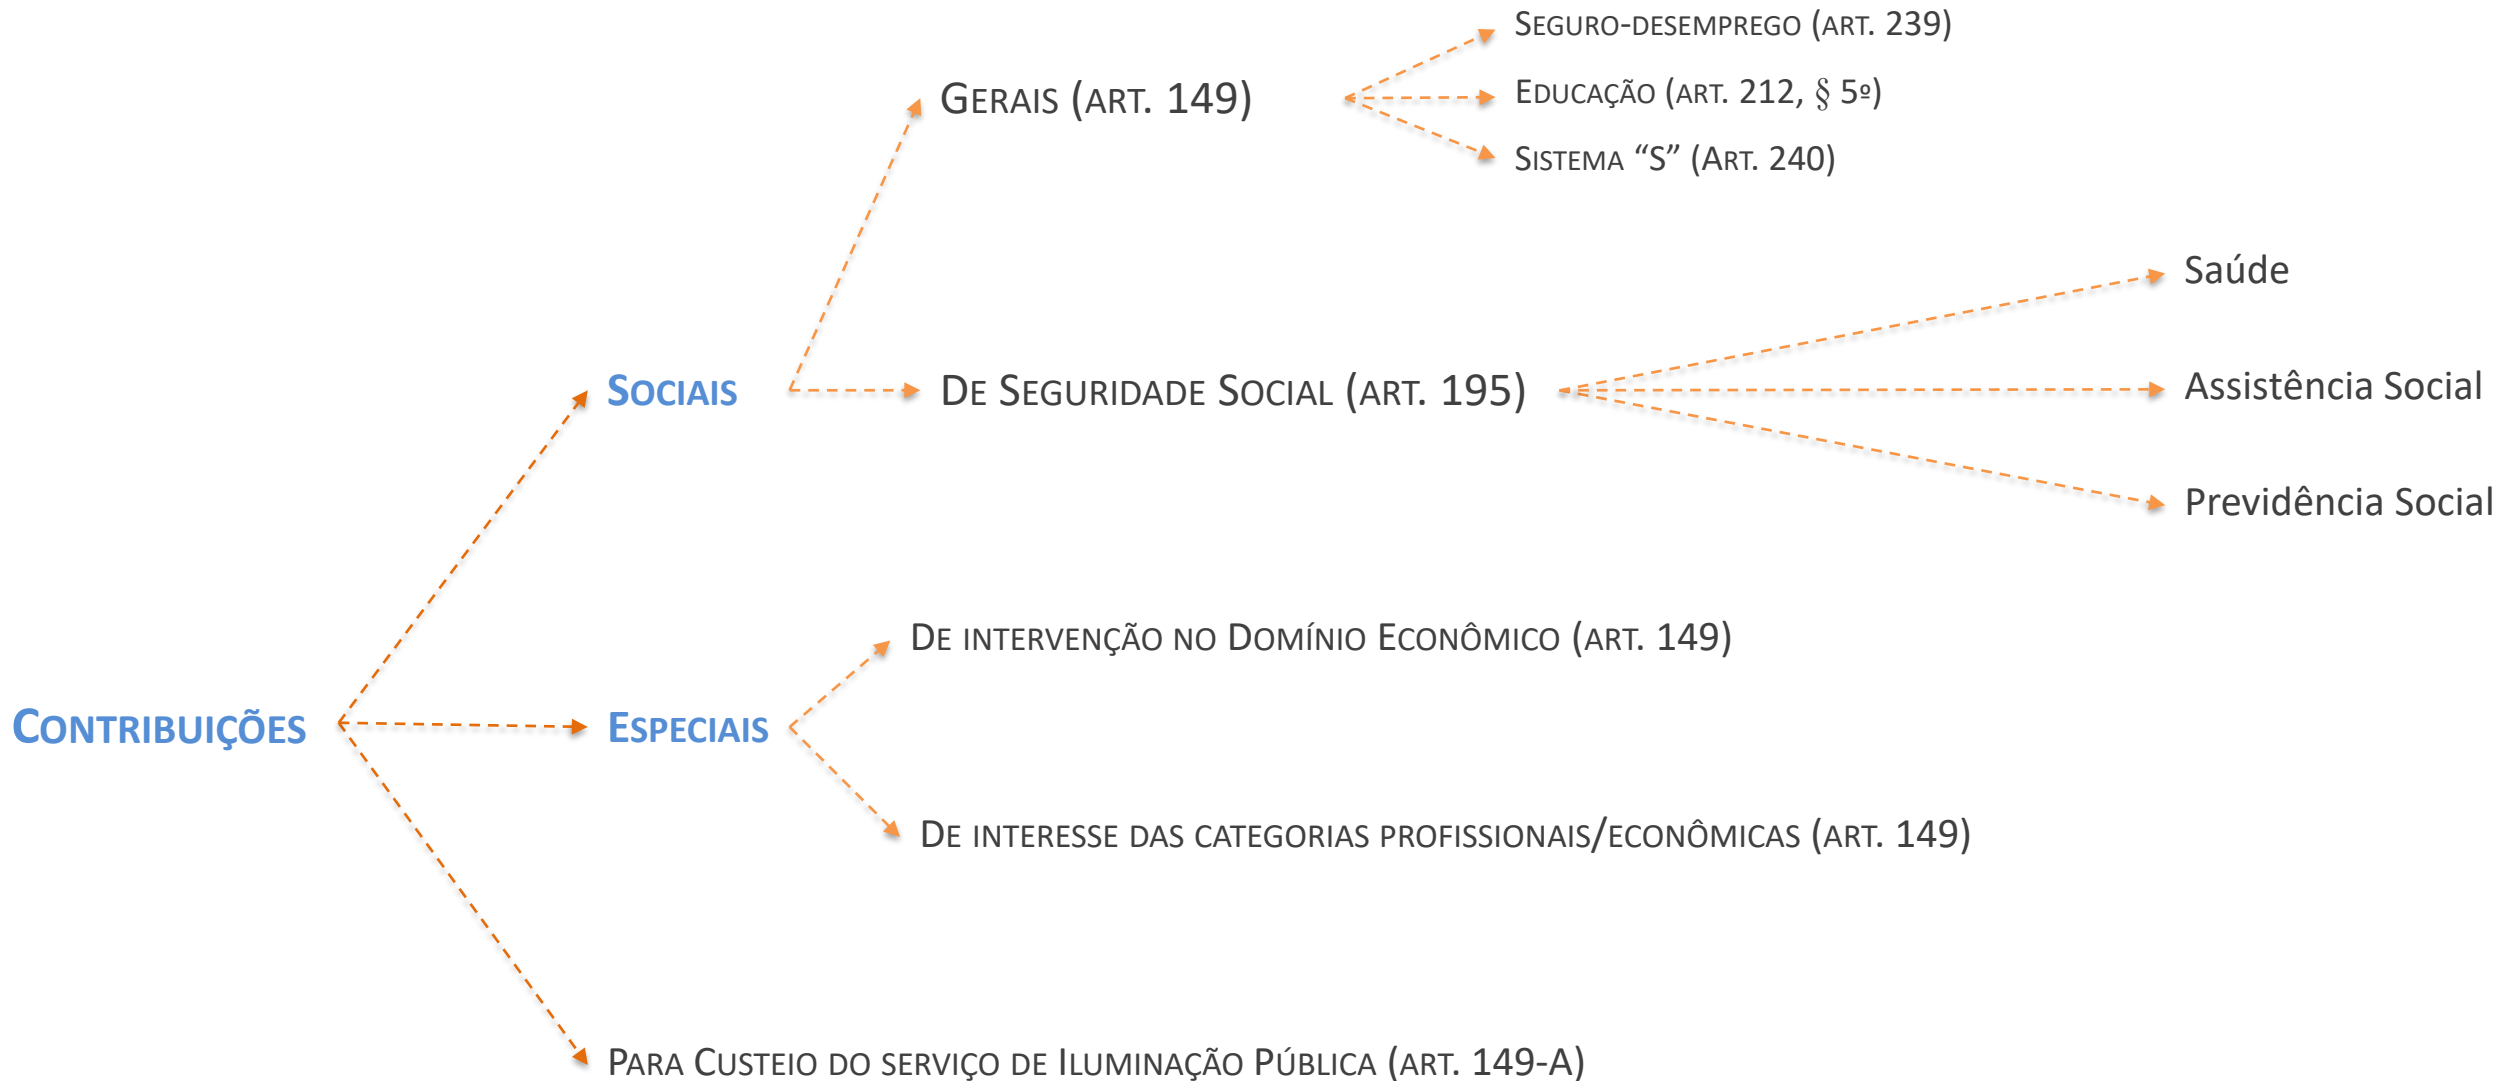 Seguro-desemprego (art. 239)
Gerais (art. 149)
Educação (art. 212, § 5º)
Sistema “S” (Art. 240)
Saúde
Sociais
De Seguridade Social (art. 195)
Assistência Social
Previdência Social
De intervenção no Domínio Econômico (art. 149)
Contribuições
Especiais
De interesse das categorias profissionais/econômicas (art. 149)
Para Custeio do serviço de Iluminação Pública (art. 149-A)